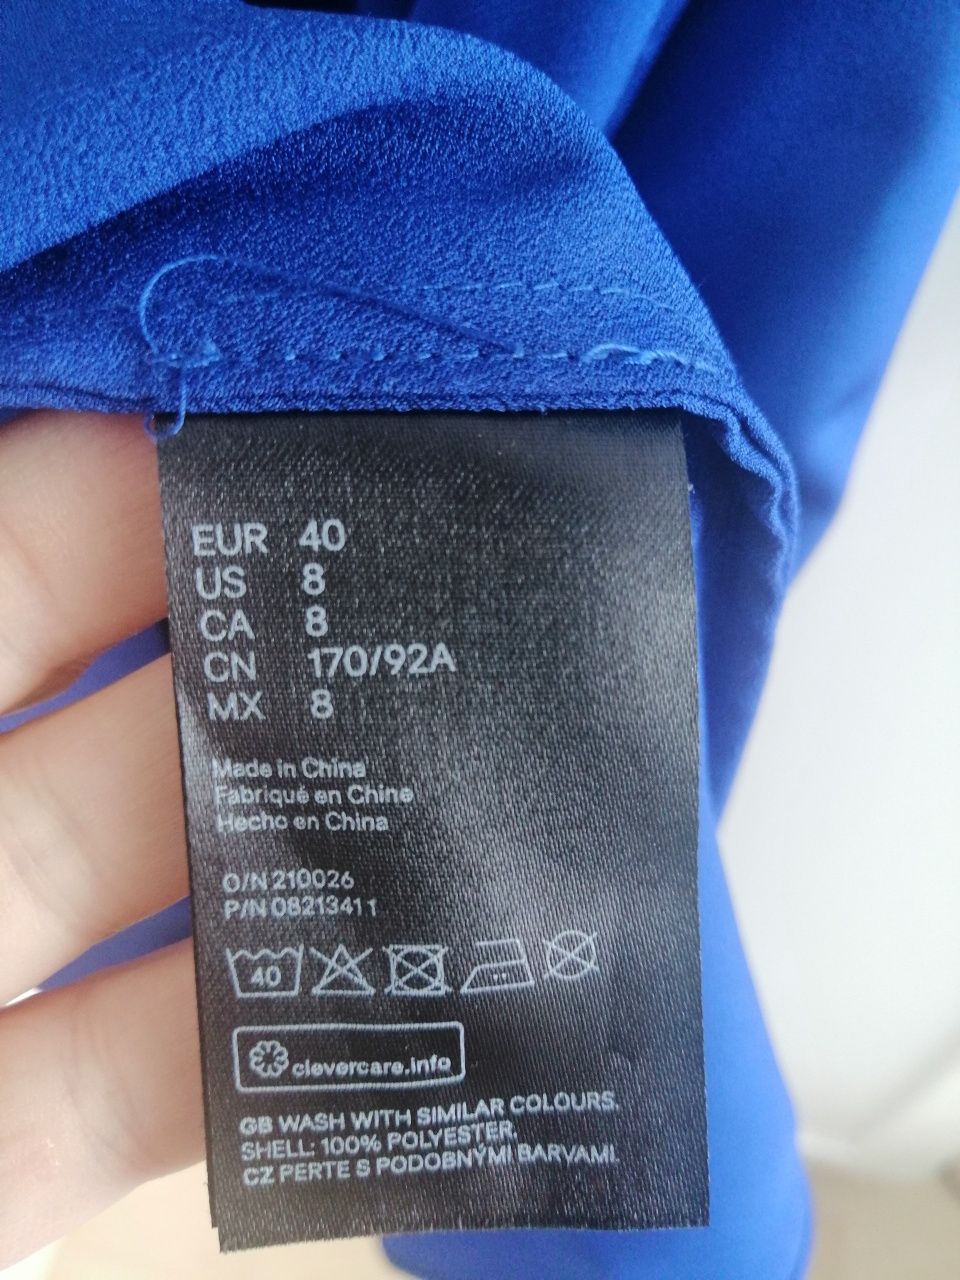 EUR 40
US 8
CA 8
CN 170/92A
MX 8
Made in China
Fabriqué en Chine
Hecho en China
O/N 210026
P/N 08213411
40
clevercare.info
GB WASH WITH SIMILAR COLOURS.
SHELL: 100% POLYESTER.
CZ PERTE S PODOBNÝMI BARVAMI.